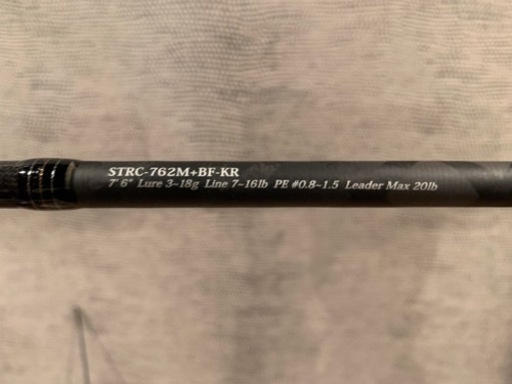 STRC-762M+BF-KR
7' 6" Lure 3~18g Line 7~16lb PE #0.8~1.5 Leader Max 20lb